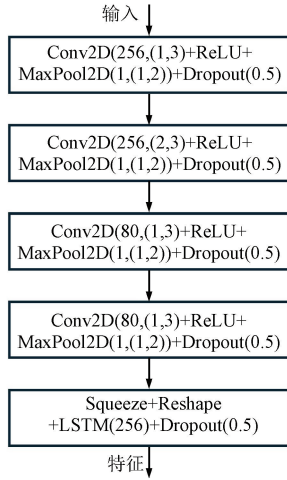 输入
Conv2D(256,(1,3)+ReLU+
MaxPool2D(1,(1,2))+Dropout(0.5)
Conv2D(256,(2,3)+ReLU+
MaxPool2D(1,(1,2))+Dropout(0.5)
Conv2D(80,(1,3)+ReLU+
MaxPool2D(1,(1,2))+Dropout(0.5)
Conv2D(80,(1,3)+ReLU+
MaxPool2D(1,(1,2))+Dropout(0.5)
Squeeze+Reshape
+LSTM(256)+Dropout(0.5)
特征